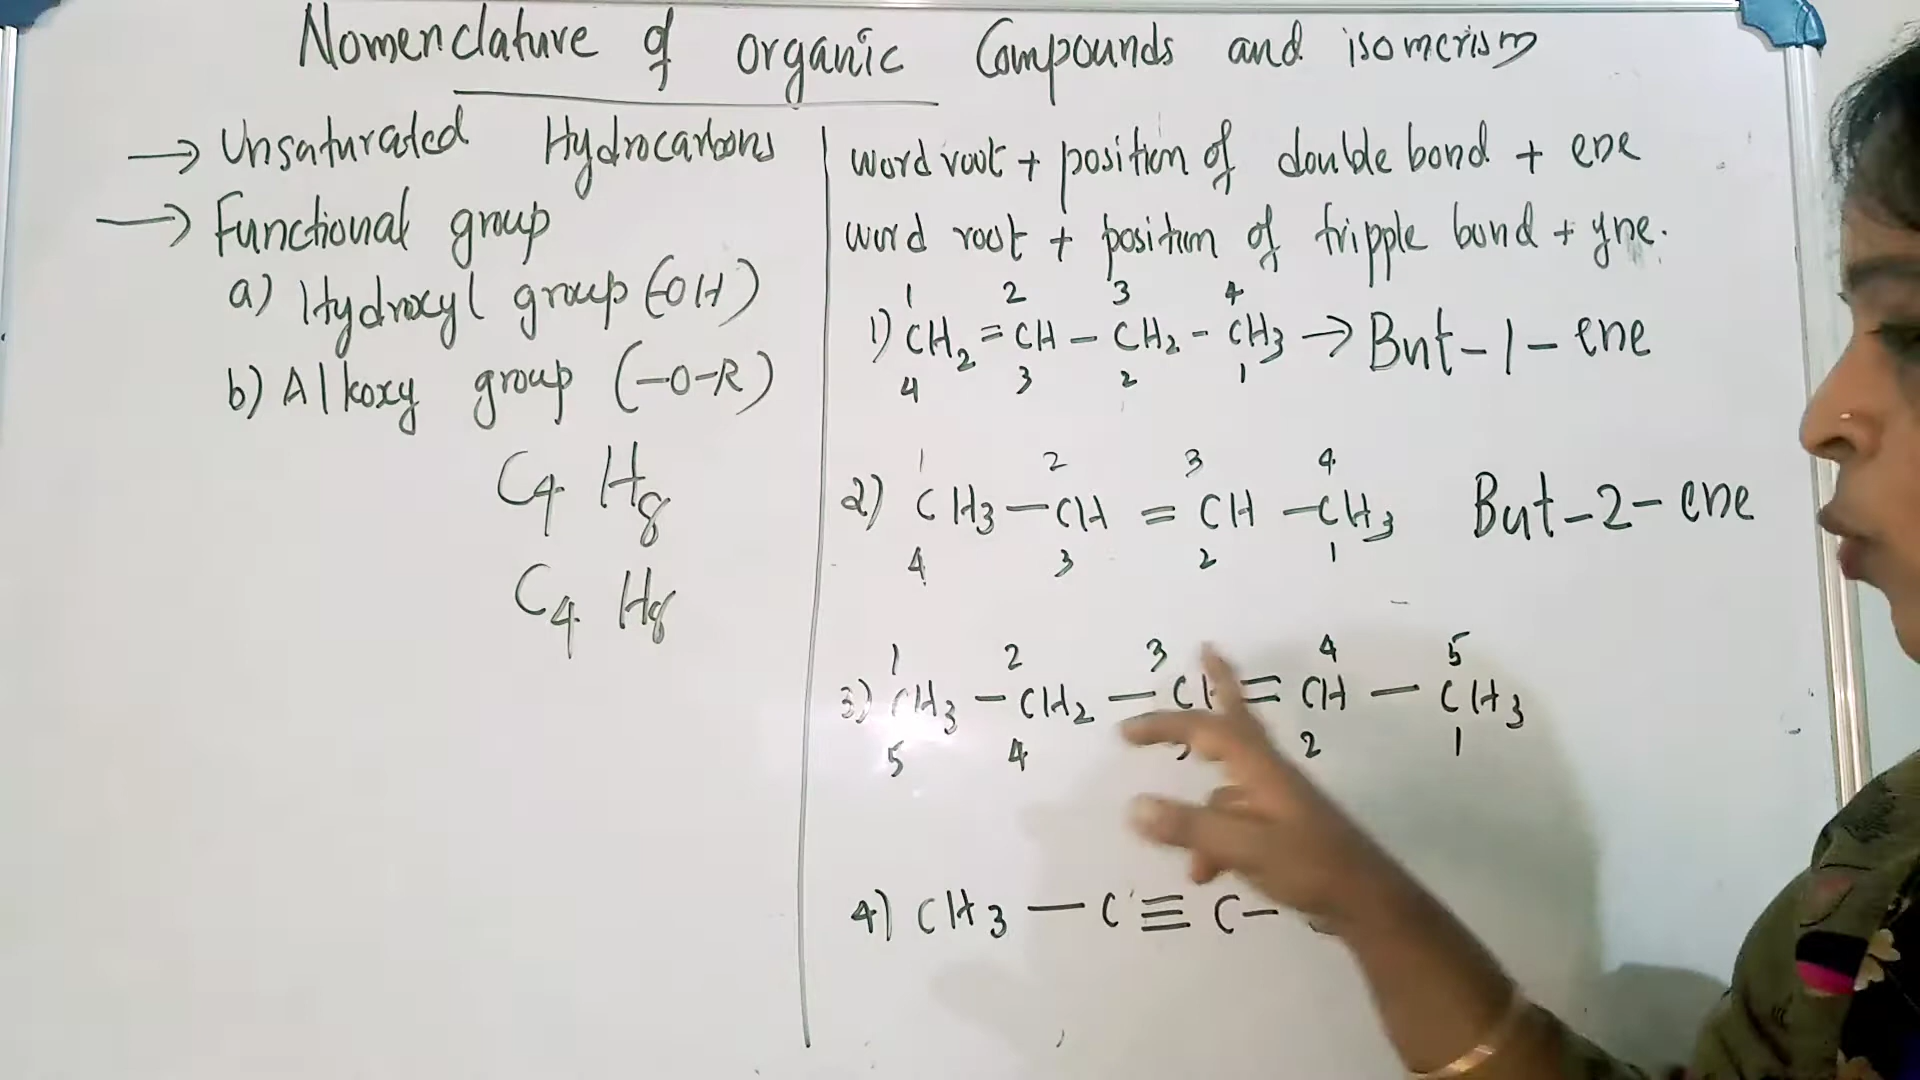 Nomenclature of organic Compounds and isomerism
→ Unsaturated Hydrocarbons
→ Functional group
a) Hydroxyl group (-OH)
b) Alkoxy group (-O-R)
C4 H8
C4 H8
word root + position of double bond + ene
word root + position of tripple bond + yne.
1 2 3 4
1) CH2 = CH - CH2 - CH3 → But-1-ene
4 3 2 1
1 2 3 4
2) CH3 - CH = CH - CH3 But-2-ene
4 3 2 1
1 2 3 4 5
3) CH3 - CH2 - CH = CH - CH3
5 4 3 2 1
4) CH3 - C ≡ C -